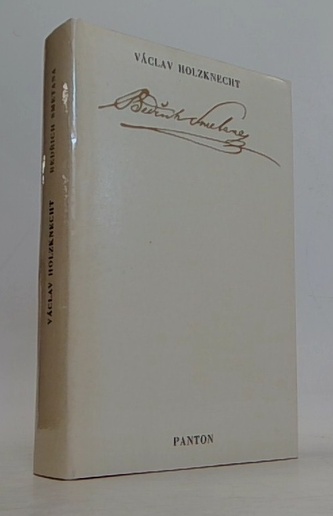 VÁCLAV HOLZKNECHT
Bedřich Smetana
PANTON
VÁCLAV HOLZKNECHT BEDŘICH SMETANA